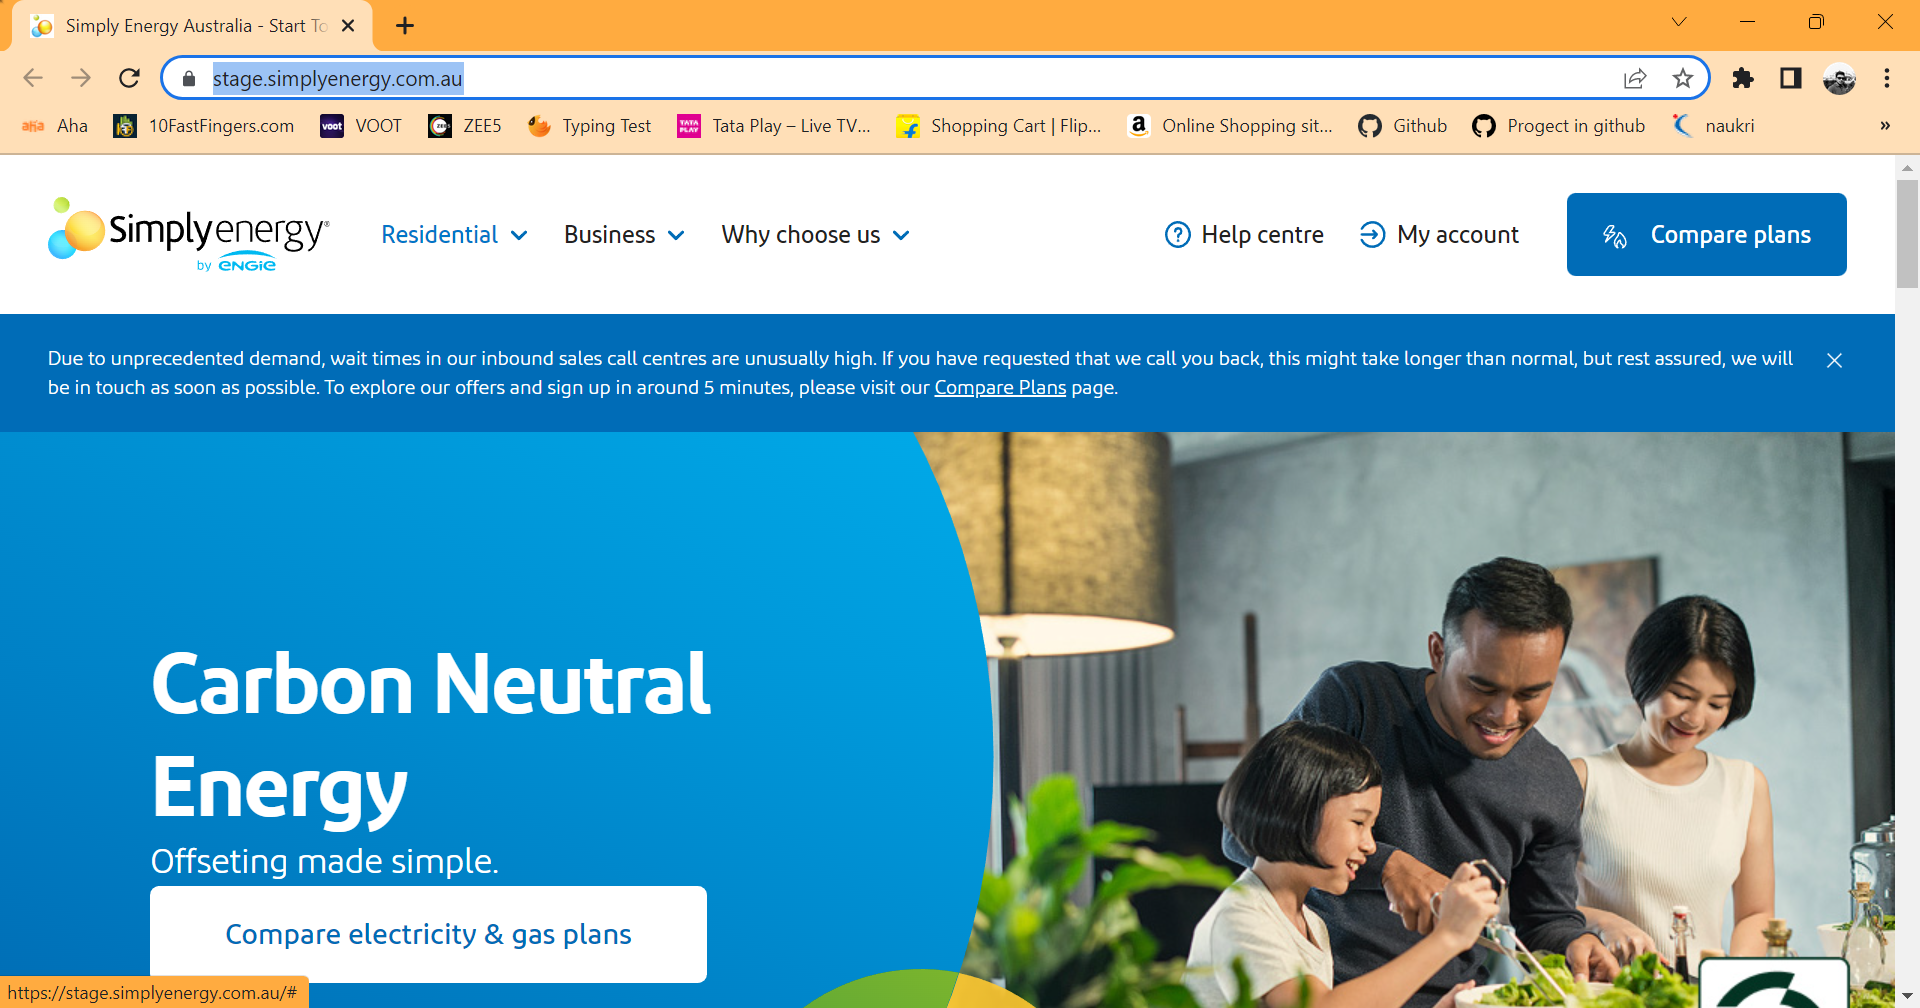 Simply Energy Australia - Start To
stage.simplyenergy.com.au
aha Aha 10FastFingers.com voot VOOT ZEE5 ZEE5 Typing Test TATA PLAY Tata Play – Live TV... Shopping Cart | Flip... a Online Shopping sit... Github Progect in github naukri »
Simplyenergy® Residential Business Why choose us ? Help centre My account Compare plans
by ENGIE
Due to unprecedented demand, wait times in our inbound sales call centres are unusually high. If you have requested that we call you back, this might take longer than normal, but rest assured, we will
be in touch as soon as possible. To explore our offers and sign up in around 5 minutes, please visit our Compare Plans page.
Carbon Neutral
Energy
Offseting made simple.
Compare electricity & gas plans
https://stage.simplyenergy.com.au/#